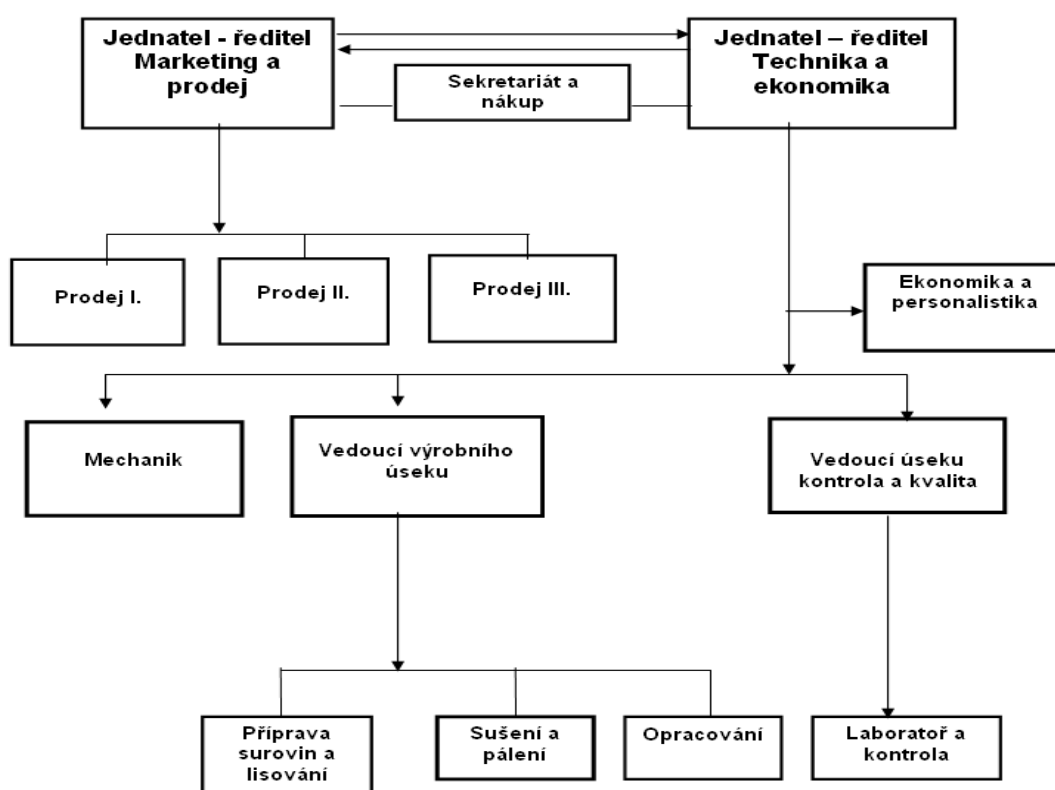 Jednatel - ředitel
Marketing a
prodej
Sekretariát a
nákup
Jednatel – ředitel
Technika a
ekonomika
Prodej I.
Prodej II.
Prodej III.
Ekonomika a
personalistika
Mechanik
Vedoucí výrobního
úseku
Vedoucí úseku
kontrola a kvalita
Příprava
surovin a
lisování
Sušení a
pálení
Opracování
Laboratoř a
kontrola